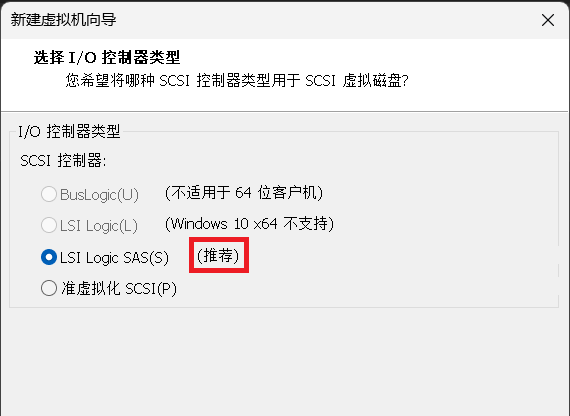 新建虚拟机向导
选择 I/O 控制器类型
您希望将哪种 SCSI 控制器类型用于 SCSI 虚拟磁盘?
I/O 控制器类型
SCSI 控制器:
BusLogic(U) (不适用于 64 位客户机)
LSI Logic(L) (Windows 10 x64 不支持)
LSI Logic SAS(S) (推荐)
准虚拟化 SCSI(P)